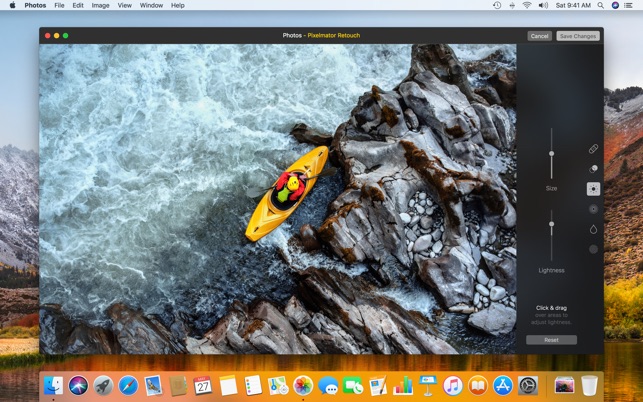 Photos File Edit Image View Window Help Sat 9:41 AM
Photos - Pixelmator Retouch
Cancel
Save Changes
Size
Lightness
Click & drag
over areas to
adjust lightness.
Reset
27